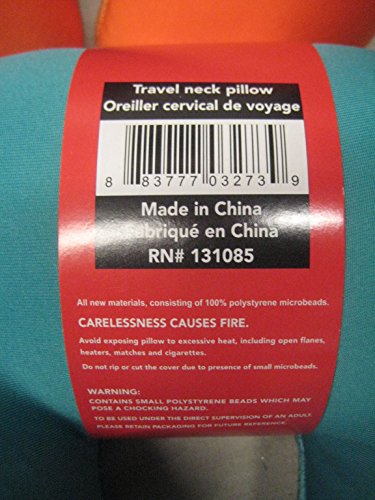 Travel neck pillow
Oreiller cervical de voyage
8 83777 03273 9
Made in China
Fabriqué en China
RN# 131085
All new materials, consisting of 100% polystyrene microbeads.
CARELESSNESS CAUSES FIRE.
Avoid exposing pillow to excessive heat, including open flanes,
heaters, matches and cigarettes.
Do not rip or cut the cover due to presence of small microbeads.
WARNING:
CONTAINS SMALL POLYSTYRENE BEADS WHICH MAY
POSE A CHOKING HAZARD.
TO BE USED UNDER THE DIRECT SUPERVISION OF AN ADULT.
PLEASE RETAIN PACKAGING FOR FUTURE REFERENCE.